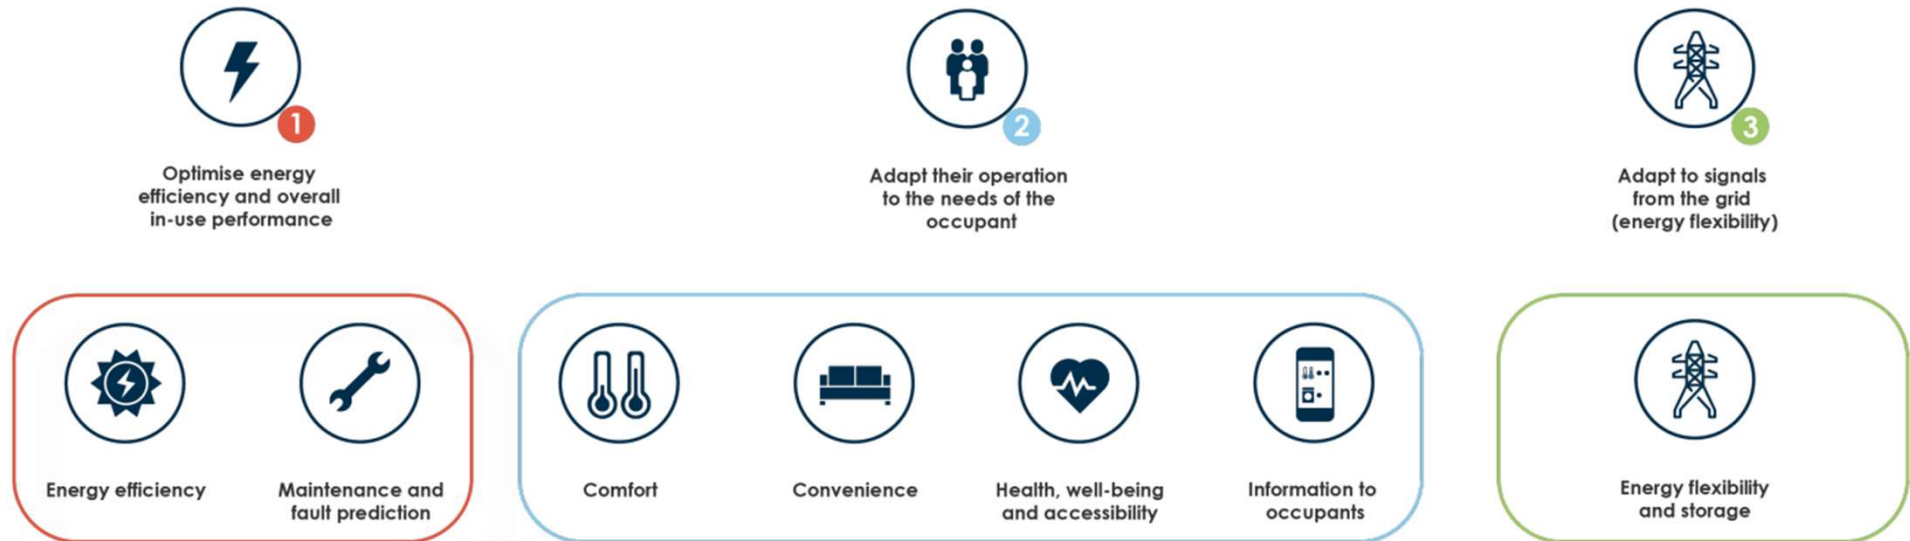 1
Optimise energy
efficiency and overall
in-use performance
2
Adapt their operation
to the needs of the
occupant
3
Adapt to signals
from the grid
(energy flexibility)
Energy efficiency
Maintenance and
fault prediction
Comfort
Convenience
Health, well-being
and accessibility
Information to
occupants
Energy flexibility
and storage